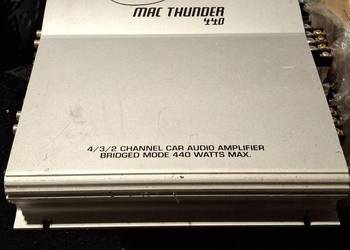 MAC THUNDER
440
4/3/2 CHANNEL CAR AUDIO AMPLIFIER
BRIDGED MODE 440 WATTS MAX.